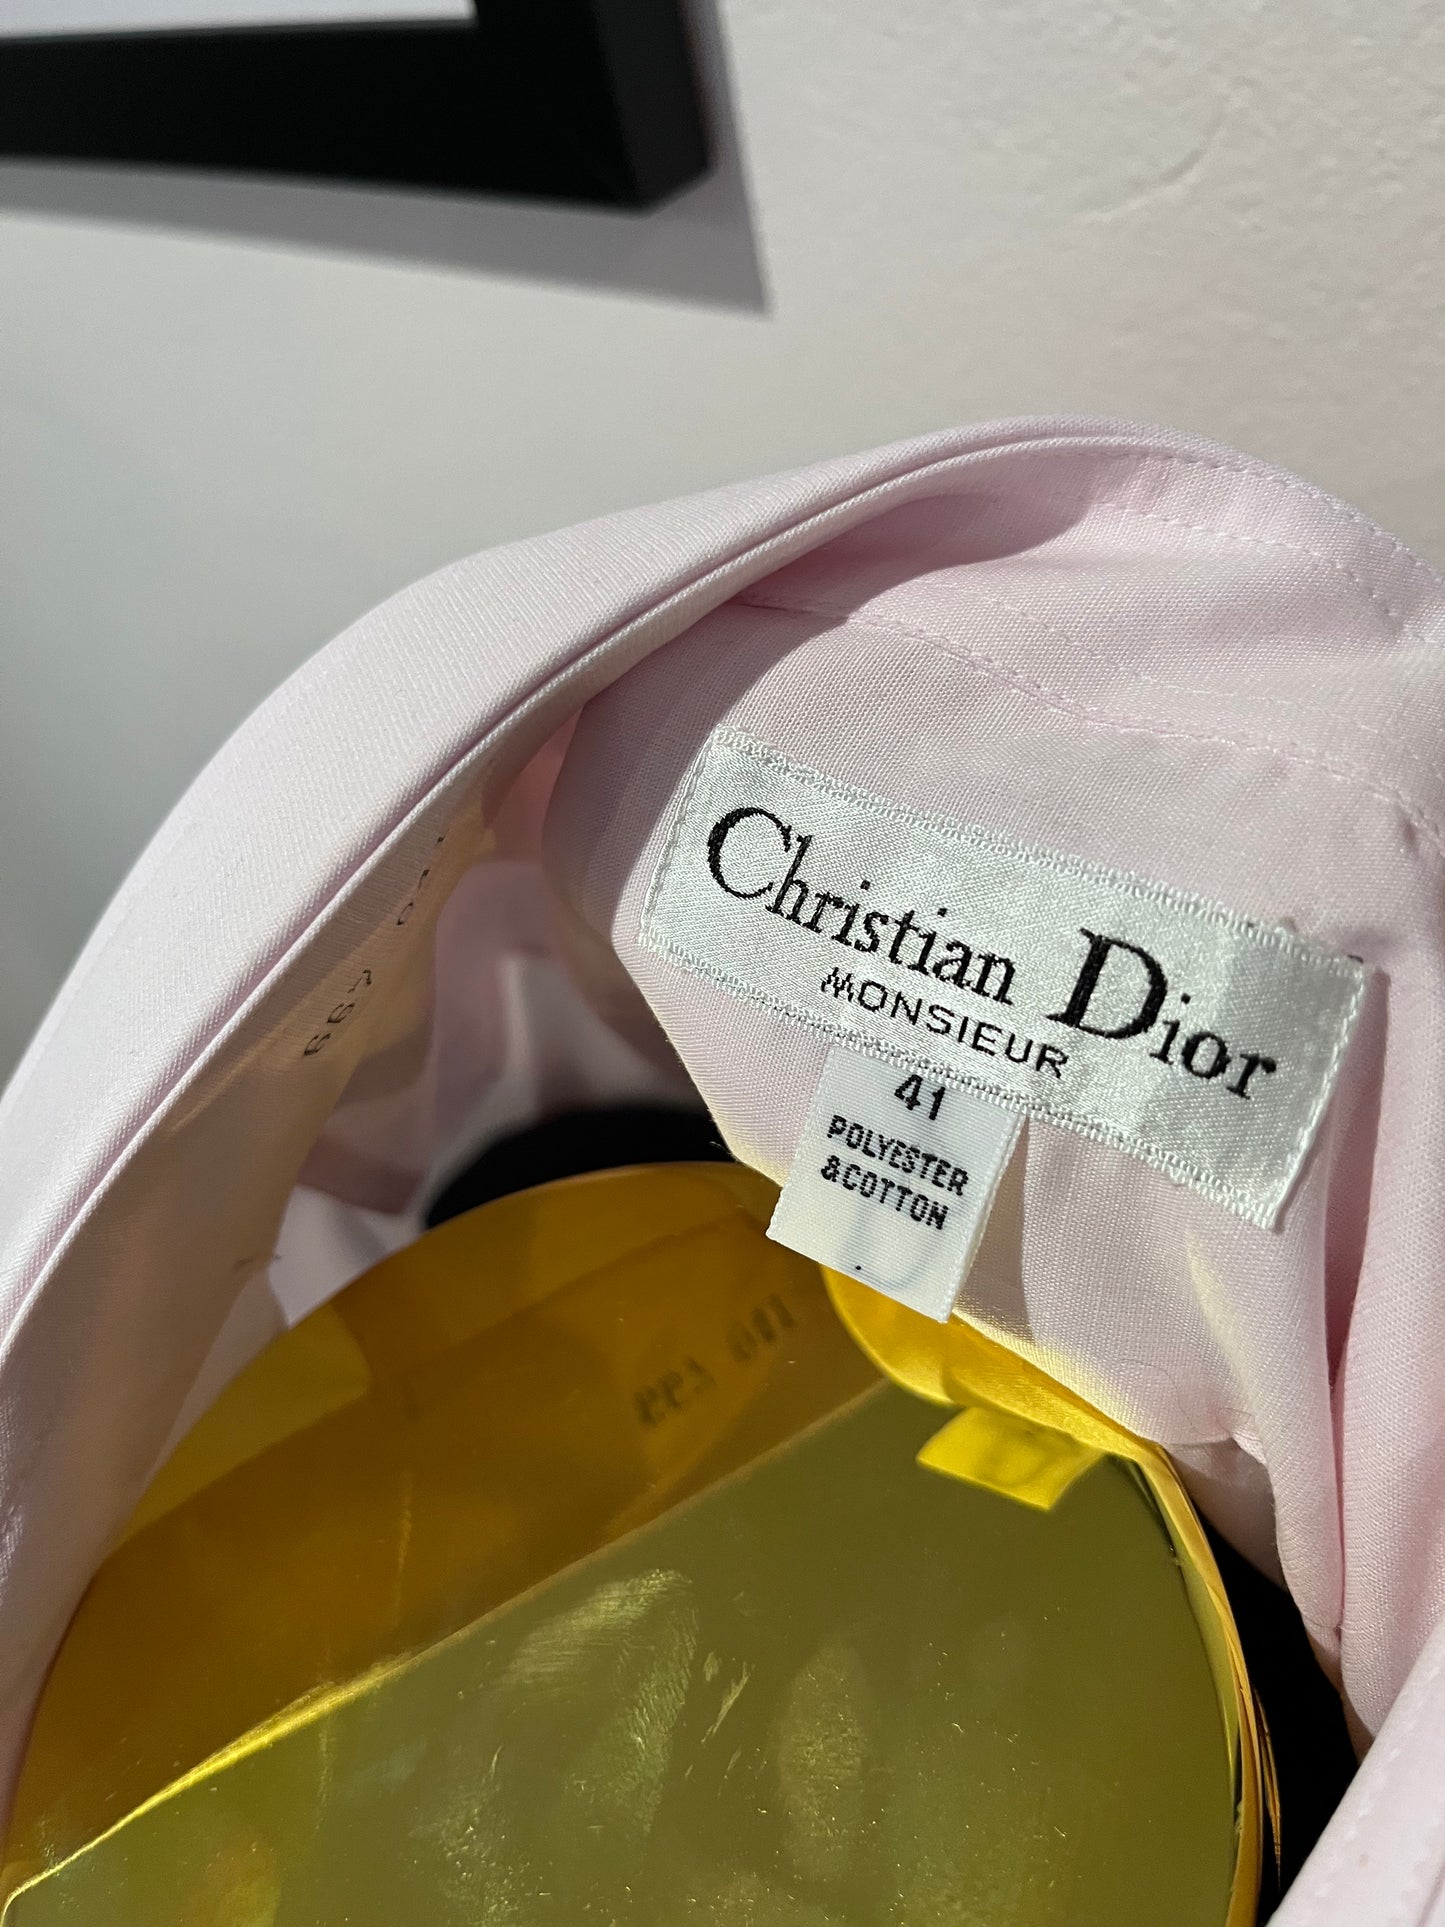 Christian Dior
MONSIEUR
41
POLYESTER
&COTTON